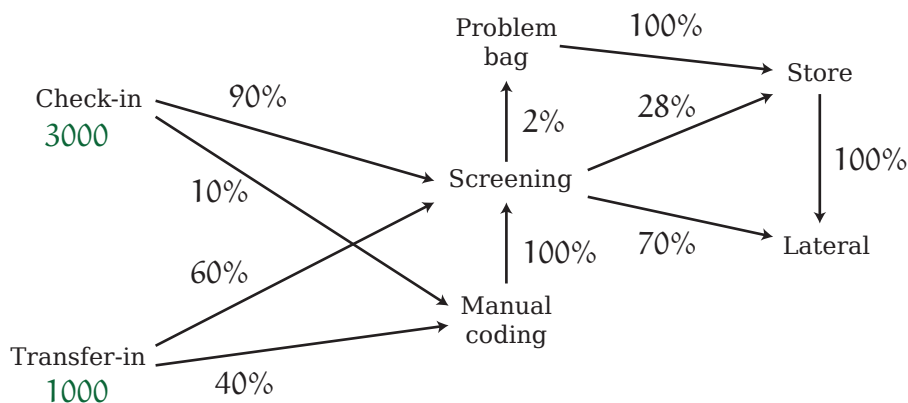 Problem
bag
100%
Store
Check-in
3000
90%
2%
28%
10%
Screening
100%
60%
100%
70%
Lateral
Manual
coding
Transfer-in
1000
40%